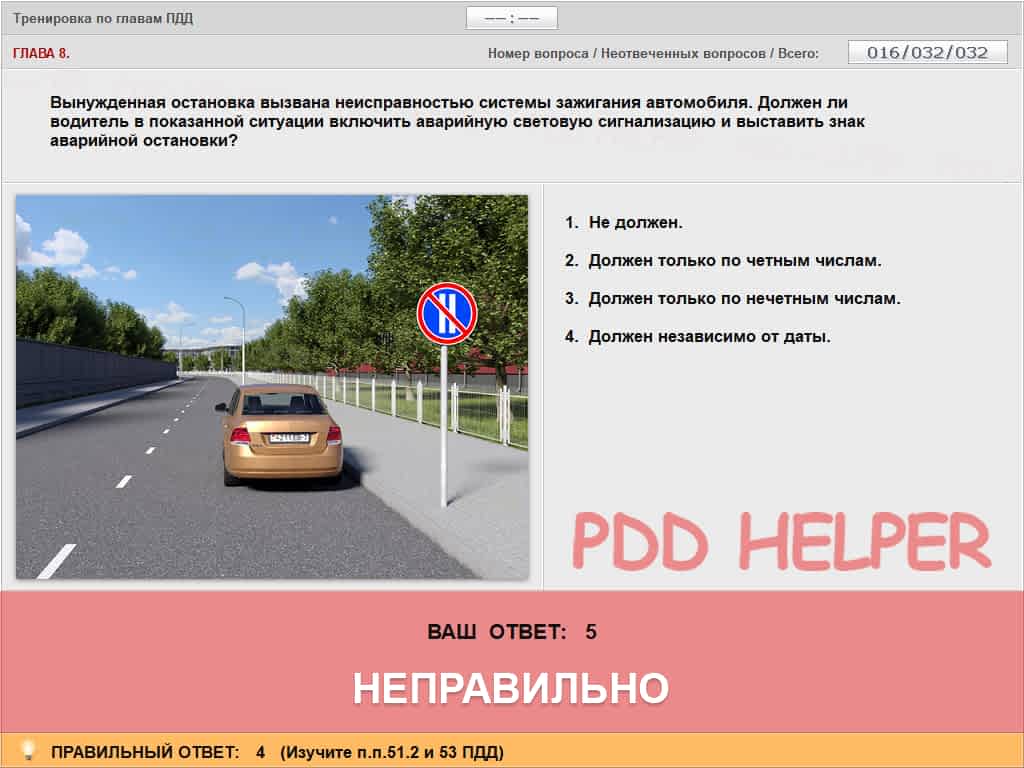 Тренировка по главам ПДД
—— : ——
ГЛАВА 8.
Номер вопроса / Неотвеченных вопросов / Всего:
016/032/032
Вынужденная остановка вызвана неисправностью системы зажигания автомобиля. Должен ли
водитель в показанной ситуации включить аварийную световую сигнализацию и выставить знак
аварийной остановки?
1. Не должен.
2. Должен только по четным числам.
3. Должен только по нечетным числам.
4. Должен независимо от даты.
PDD HELPER
ВАШ ОТВЕТ: 5
НЕПРАВИЛЬНО
ПРАВИЛЬНЫЙ ОТВЕТ: 4 (Изучите п.п.51.2 и 53 ПДД)